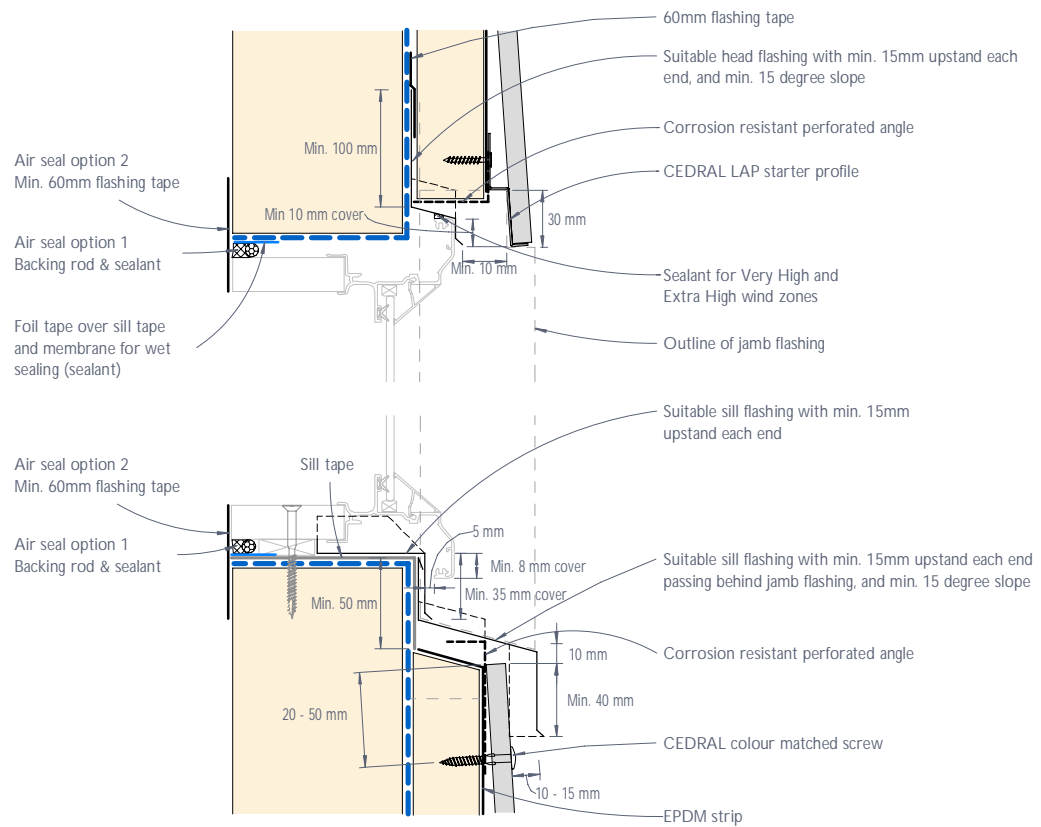 60mm flashing tape
Suitable head flashing with min. 15mm upstand each
end, and min. 15 degree slope
Corrosion resistant perforated angle
CEDRAL LAP starter profile
Air seal option 2
Min. 60mm flashing tape
Min. 100 mm
Min 10 mm cover
30 mm
Air seal option 1
Backing rod & sealant
Min. 10 mm
Sealant for Very High and
Extra High wind zones
Foil tape over sill tape
and membrane for wet
sealing (sealant)
Outline of jamb flashing
Suitable sill flashing with min. 15mm
upstand each end
Air seal option 2
Min. 60mm flashing tape
Sill tape
5 mm
Air seal option 1
Backing rod & sealant
Min. 8 mm cover
Min. 35 mm cover
Min. 50 mm
Suitable sill flashing with min. 15mm upstand each end
passing behind jamb flashing, and min. 15 degree slope
10 mm
Corrosion resistant perforated angle
Min. 40 mm
20 - 50 mm
CEDRAL colour matched screw
10 - 15 mm
EPDM strip